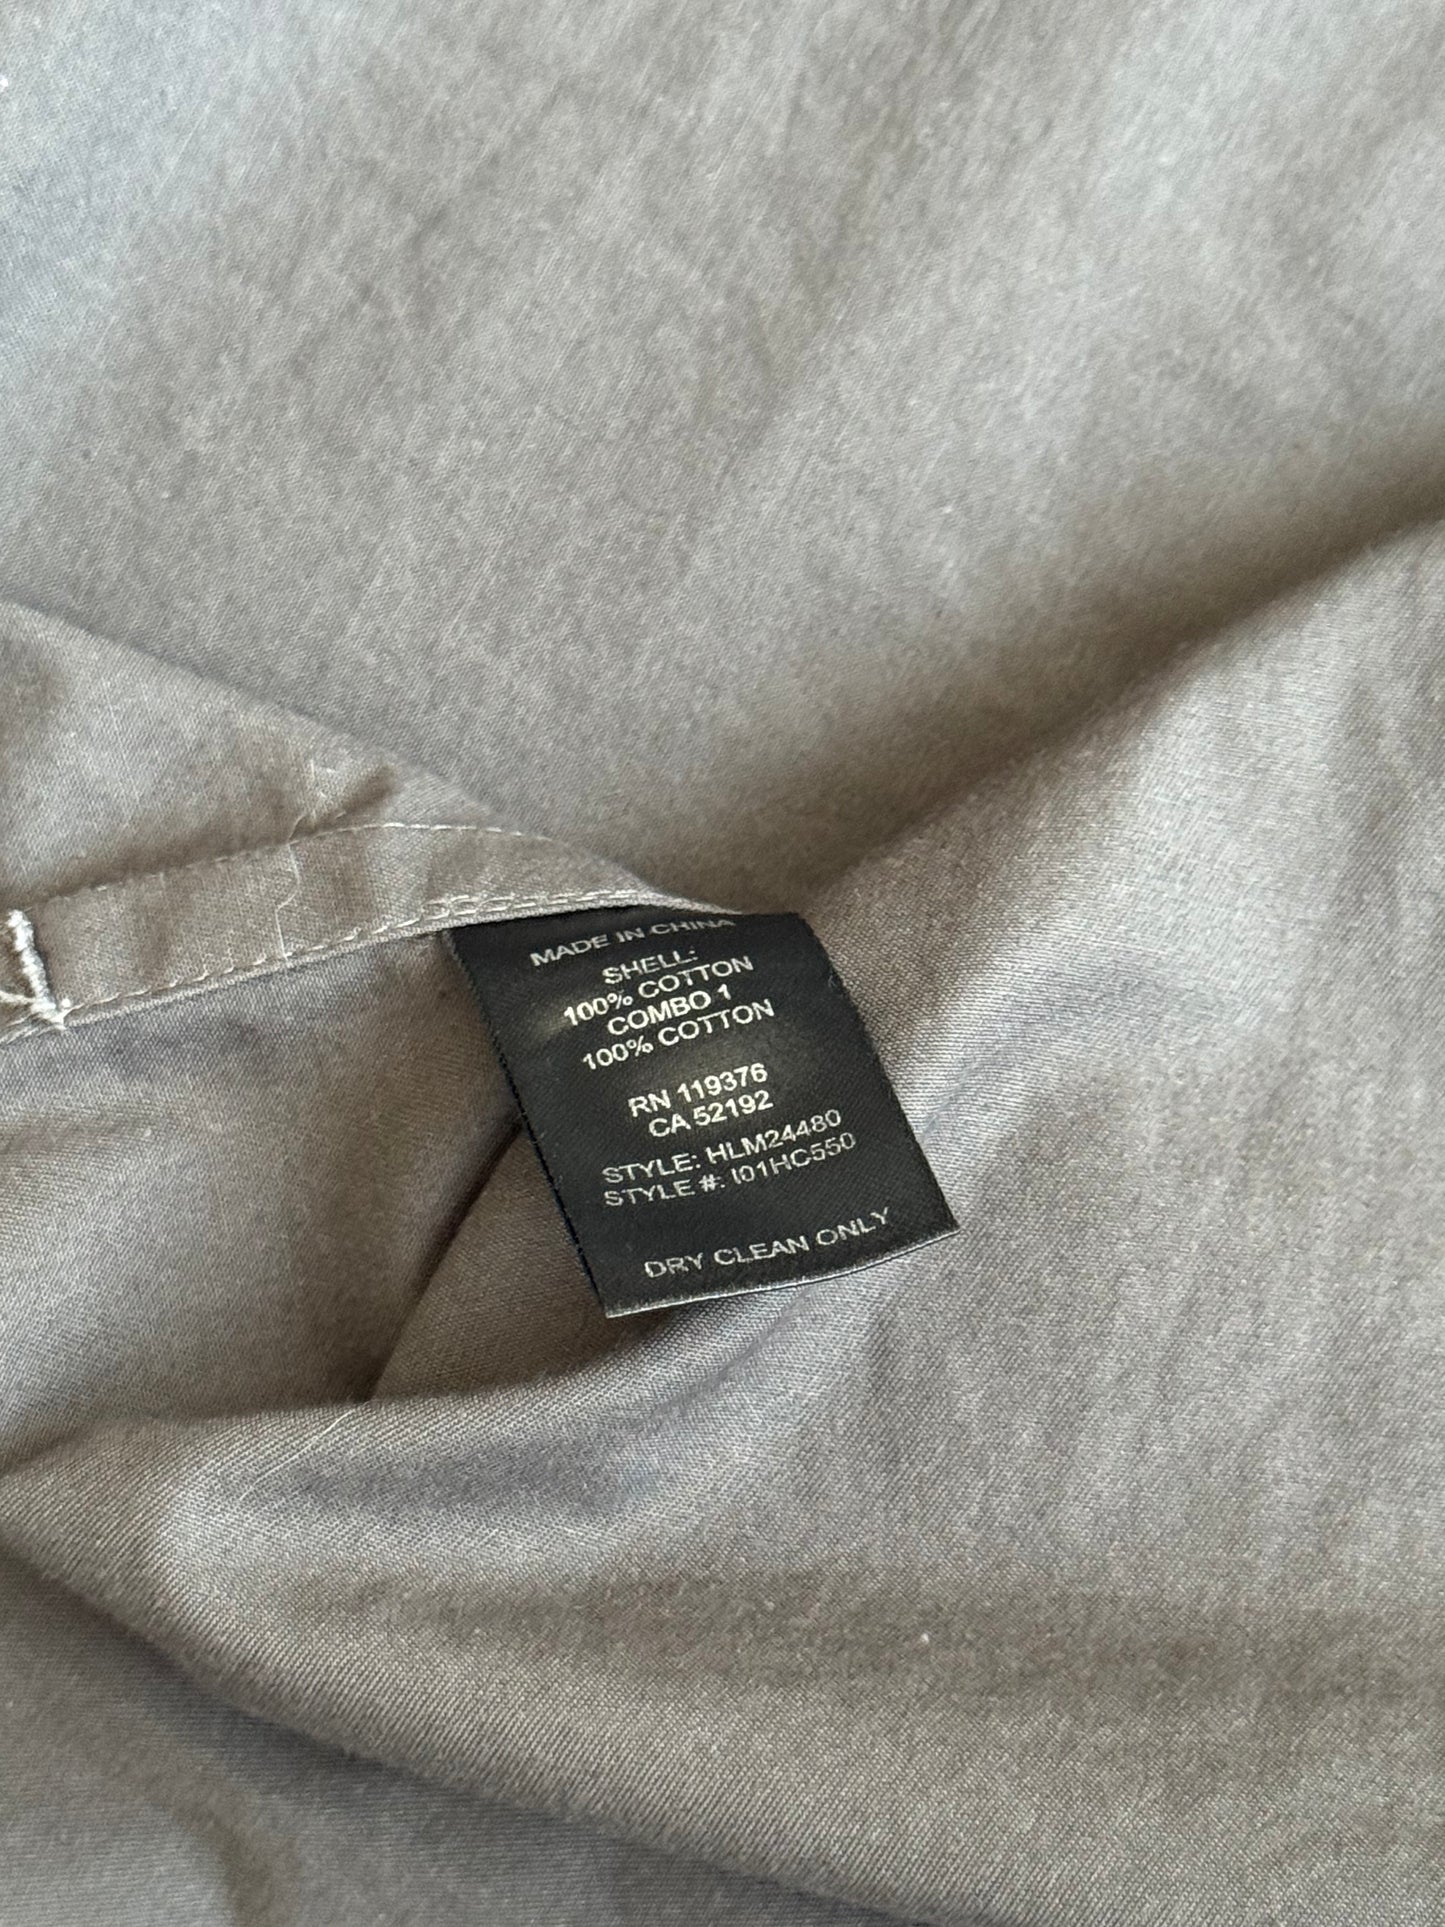 MADE IN CHINA
SHELL:
100% COTTON
COMBO 1
100% COTTON
RN 119376
CA 52192
STYLE: HLM24480
STYLE #: I01HC550
DRY CLEAN ONLY